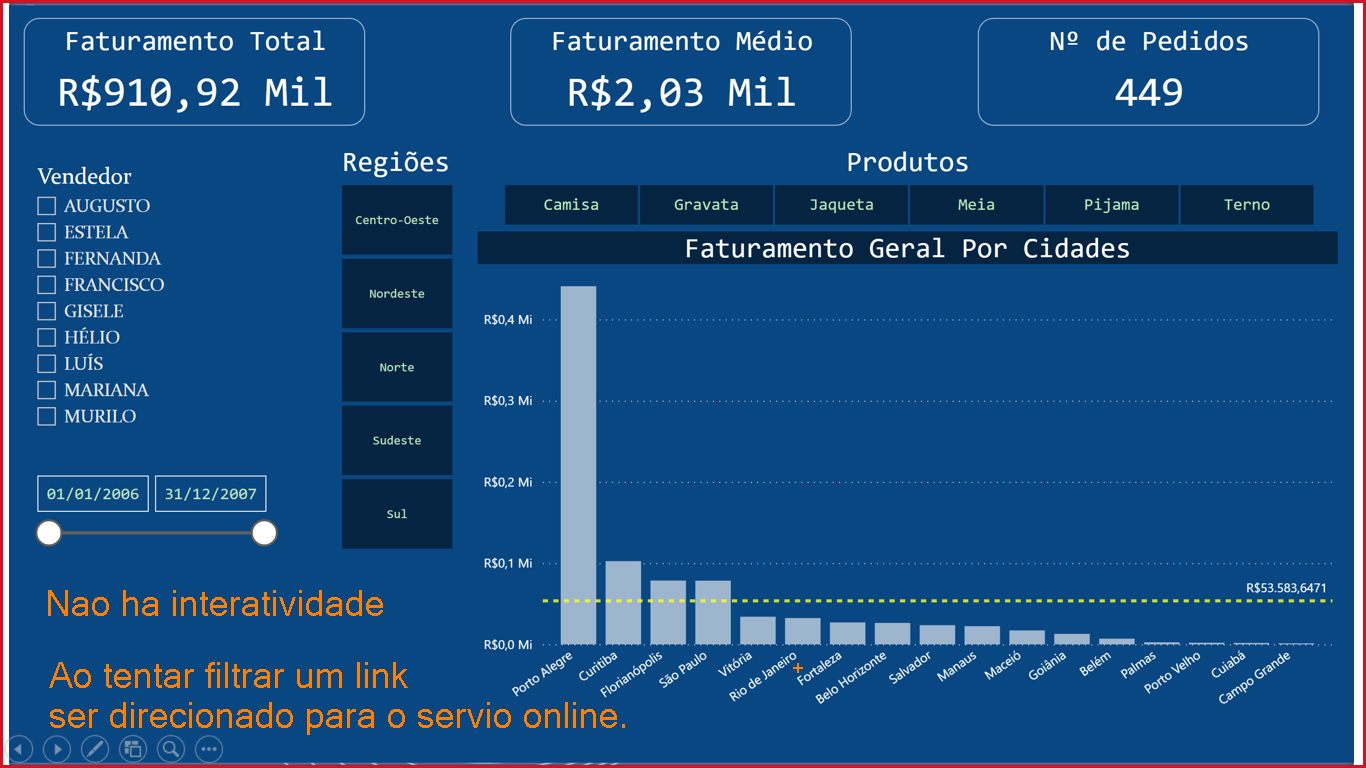 Faturamento Total
R$910,92 Mil
Faturamento Médio
R$2,03 Mil
Nº de Pedidos
449
Vendedor
AUGUSTO
ESTELA
FERNANDA
FRANCISCO
GISELE
HÉLIO
LUÍS
MARIANA
MURILO
01/01/2006 31/12/2007
Regiões
Centro-Oeste
Nordeste
Norte
Sudeste
Sul
Produtos
Camisa Gravata Jaqueta Meia Pijama Terno
Faturamento Geral Por Cidades
R$0,4 Mi
R$0,3 Mi
R$0,2 Mi
R$0,1 Mi
R$0,0 Mi
R$53.583,6471
Porto Alegre
Curitiba
Florianópolis
São Paulo
Vitória
Rio de Janeiro
Fortaleza
Belo Horizonte
Salvador
Manaus
Maceió
Goiânia
Belém
Palmas
Porto Velho
Cuiabá
Campo Grande
Nao ha interatividade
Ao tentar filtrar um link
ser direcionado para o servio online.